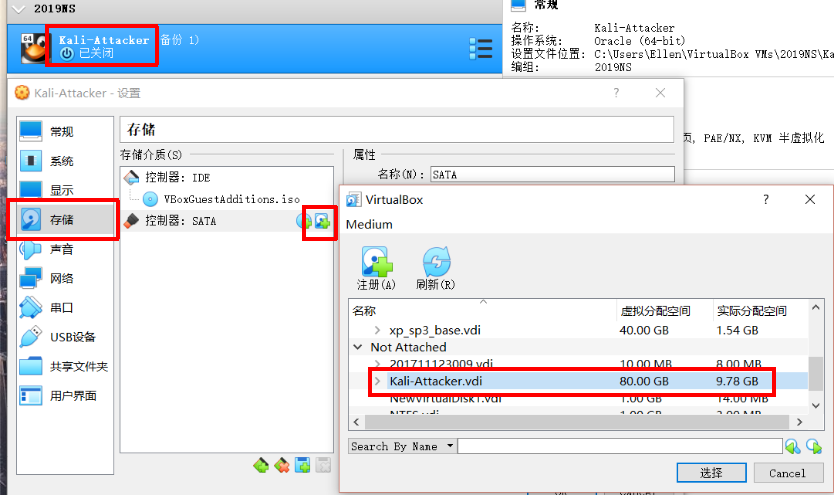 2019NS
常规
64
Kali-Attacker
备份 1)
已关闭
名称: Kali-Attacker
操作系统: Oracle (64-bit)
设置文件位置: C:\Users\Ellen\VirtualBox VMs\2019NS\Ka
编组: 2019NS
Kali-Attacker - 设置
? ×
页, PAE/NX, KVM 半虚拟化
常规
系统
显示
存储
声音
网络
串口
USB设备
共享文件夹
用户界面
存储
存储介质(S)
控制器: IDE
VBoxGuestAdditions.iso
控制器: SATA
属性
名称(N): SATA
VirtualBox
? ×
Medium
注册(A) 刷新(R)
名称 虚拟分配空间 实际分配空间
xp_sp3_base.vdi 40.00 GB 1.54 GB
Not Attached
201711123009.vdi 10.00 MB 8.00 MB
Kali-Attacker.vdi 80.00 GB 9.78 GB
NewVirtualDisk1.vdi 1.00 GB 14.00 MB
NTFS.vdi 1.00 GB
Search By Name
选择 Cancel